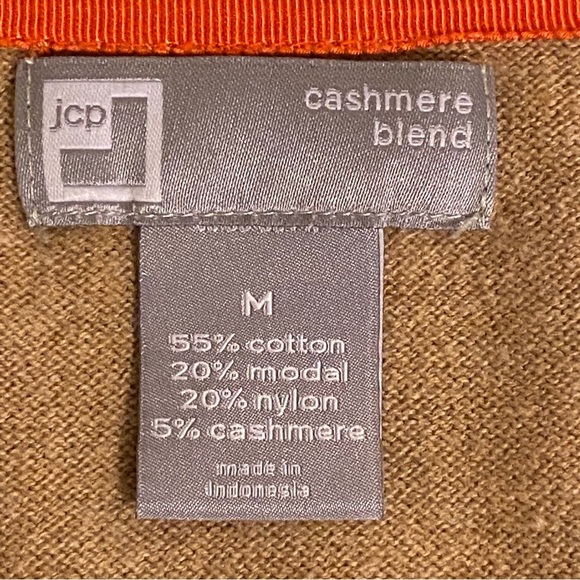 jcp
cashmere
blend
M
55% cotton
20% modal
20% nylon
5% cashmere
made in
Indonesia